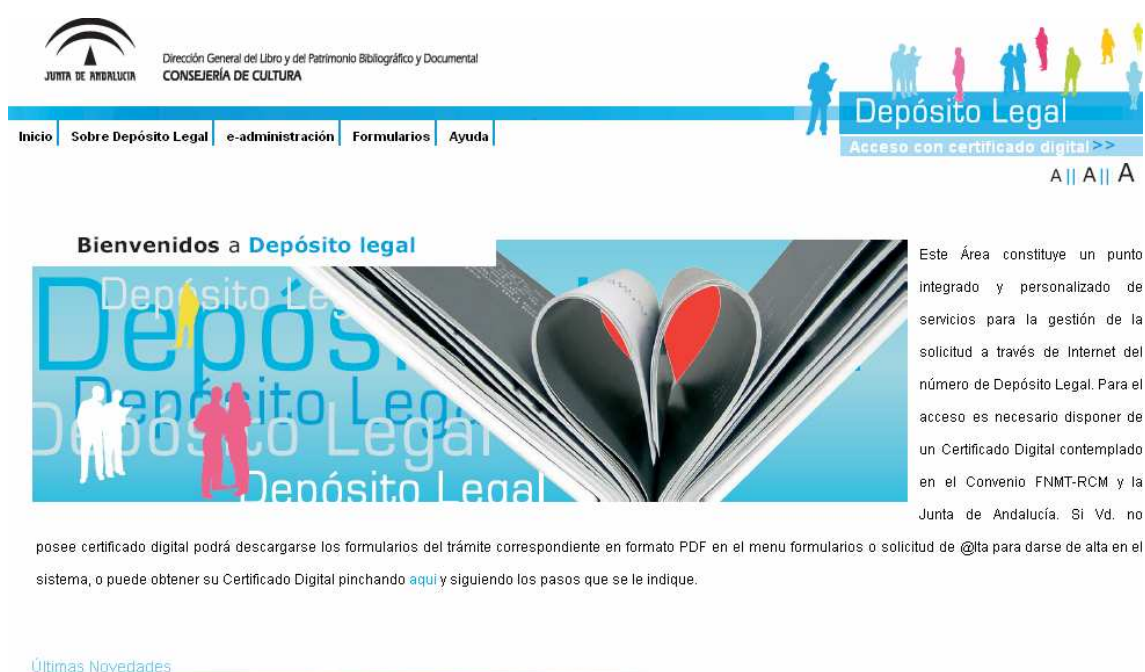 JUNTA DE ANDALUCIA
Dirección General del Libro y del Patrimonio Bibliográfico y Documental
CONSEJERÍA DE CULTURA
Depósito Legal
Acceso con certificado digital >>
Inicio Sobre Depósito Legal e-administración Formularios Ayuda
A || A || A
Bienvenidos a Depósito legal
Depósito Le
Depós
Depósito Lega
Depósito Legal
Depósito Legal
Este Área constituye un punto
integrado y personalizado de
servicios para la gestión de la
solicitud a través de Internet del
número de Depósito Legal. Para el
acceso es necesario disponer de
un Certificado Digital contemplado
en el Convenio FNMT-RCM y la
Junta de Andalucía. Si Vd. no
posee certificado digital podrá descargarse los formularios del trámite correspondiente en formato PDF en el menu formularios o solicitud de @lta para darse de alta en el
sistema, o puede obtener su Certificado Digital pinchando aqui y siguiendo los pasos que se le indique.
Últimas Novedades